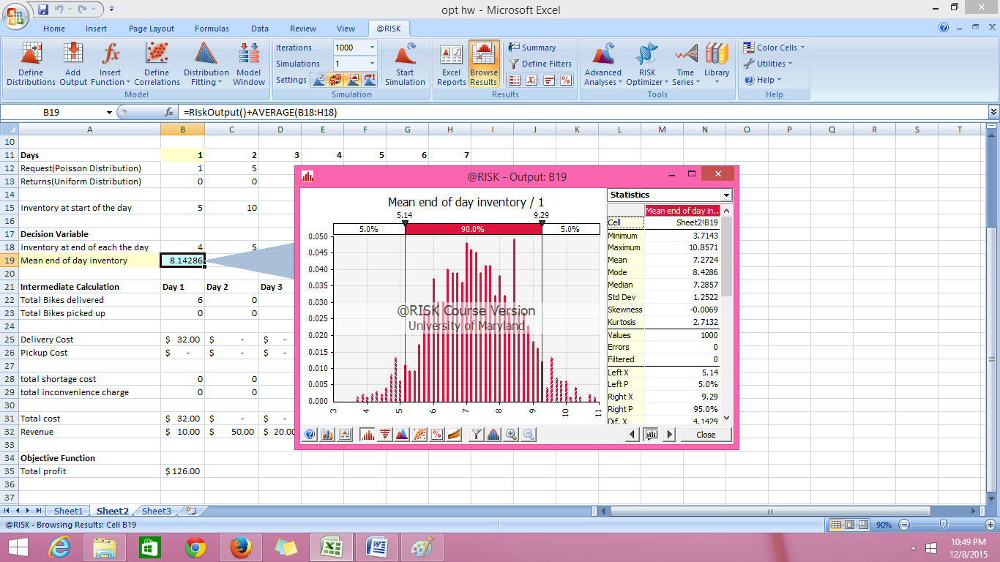 opt hw - Microsoft Excel
Home Insert Page Layout Formulas Data Review View @RISK
Define Distributions Add Output Insert Function Define Correlations Distribution Fitting Model Window
Model
Iterations 1000
Simulations 1
Settings
Start Simulation
Simulation
Excel Reports Browse Results
Summary
Define Filters
Results
Advanced Analyses RISK Optimizer Time Series Library
Tools
Color Cells
Utilities
Help
Help
B19 fx =RiskOutput()+AVERAGE(B18:H18)
A B C D E F G H I J K L M N O P Q R S T
10
11 Days 1 2 3 4 5 6 7
12 Request(Poisson Distribution) 1 5
13 Returns(Uniform Distribution) 0 0
14
15 Inventory at start of the day 5 10
16
17 Decision Variable
18 Inventory at end of each the day 4 5
19 Mean end of day inventory 8.14286
20
21 Intermediate Calculation Day 1 Day 2 Day 3
22 Total Bikes delivered 6 0
23 Total Bikes picked up 0 0
24
25 Delivery Cost $ 32.00 $ - $ -
26 Pickup Cost $ - $ - $ -
27
28 total shortage cost 0 0
29 total inconvenience charge 0 0
30
31 Total cost $ 32.00 $ - $ -
32 Revenue $ 10.00 $ 50.00 $ 20.00
33
34 Objective Function
35 Total profit $ 126.00
36
37
@RISK - Output: B19
Mean end of day inventory / 1
5.14 9.29
5.0% 90.0% 5.0%
0.050
0.045
0.040
0.035
0.030
0.025
0.020
0.015
0.010
0.005
0.000
@RISK Course Version
University of Maryland
3 4 5 6 7 8 9 10 11
Statistics
Mean end of day in..
Cell Sheet2!B19
Minimum 3.7143
Maximum 10.8571
Mean 7.2724
Mode 8.4286
Median 7.2857
Std Dev 1.2522
Skewness -0.0069
Kurtosis 2.7132
Values 1000
Errors 0
Filtered 0
Left X 5.14
Left P 5.0%
Right X 9.29
Right P 95.0%
Dif. X 4.1429
Close
Sheet1 Sheet2 Sheet3
@RISK - Browsing Results: Cell B19
90%
10:49 PM
12/8/2015